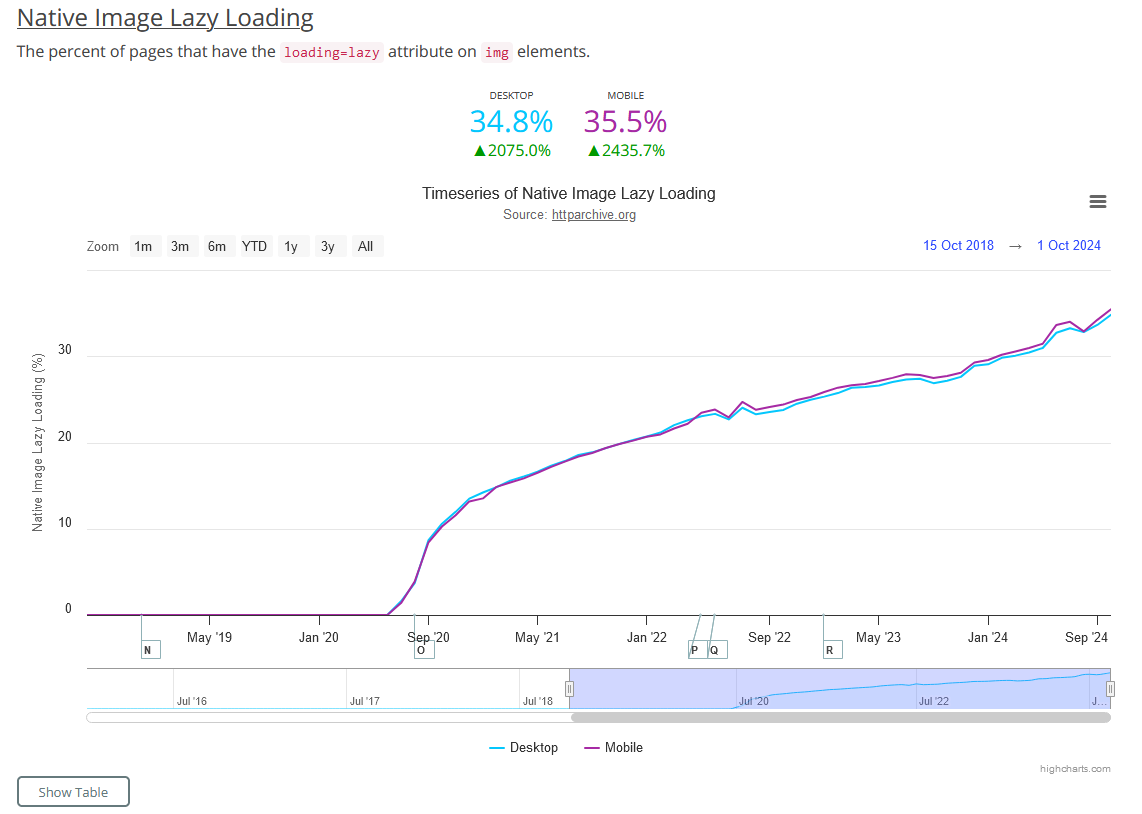 Native Image Lazy Loading
The percent of pages that have the loading=lazy attribute on img elements.
DESKTOP MOBILE
34.8% 35.5%
▲2075.0% ▲2435.7%
Timeseries of Native Image Lazy Loading
Source: httparchive.org
Zoom 1m 3m 6m YTD 1y 3y All 15 Oct 2018 → 1 Oct 2024
Native Image Lazy Loading (%)
30
20
10
0
May '19 Jan '20 Sep '20 May '21 Jan '22 Sep '22 May '23 Jan '24 Sep '24
N O P Q R
Jul '16 Jul '17 Jul '18 Jul '20 Jul '22 J…
Desktop Mobile
highcharts.com
Show Table